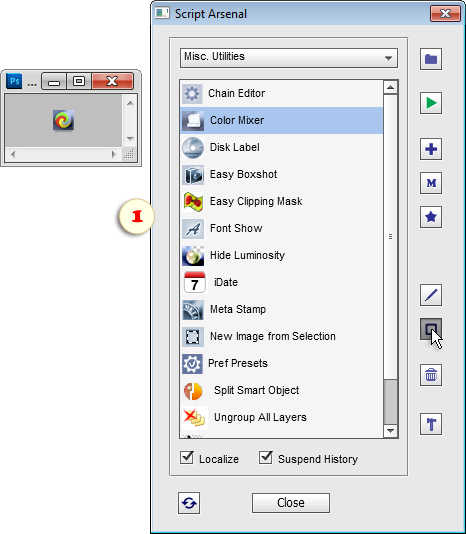 Script Arsenal
Ps ...
Misc. Utilities
Chain Editor
Color Mixer
Disk Label
Easy Boxshot
Easy Clipping Mask
1
A Font Show
Hide Luminosity
7 iDate
Meta Stamp
New Image from Selection
Pref Presets
Split Smart Object
Ungroup All Layers
M
Localize
Suspend History
Close